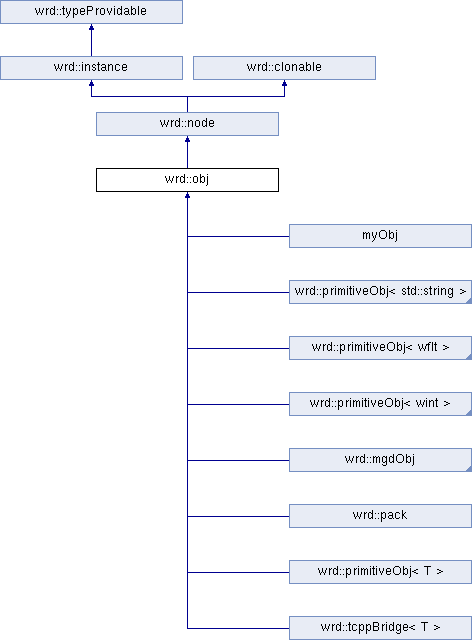 wrd::typeProvidable
wrd::instance
wrd::clonable
wrd::node
wrd::obj
myObj
wrd::primitiveObj< std::string >
wrd::primitiveObj< wflt >
wrd::primitiveObj< wint >
wrd::mgdObj
wrd::pack
wrd::primitiveObj< T >
wrd::tcppBridge< T >